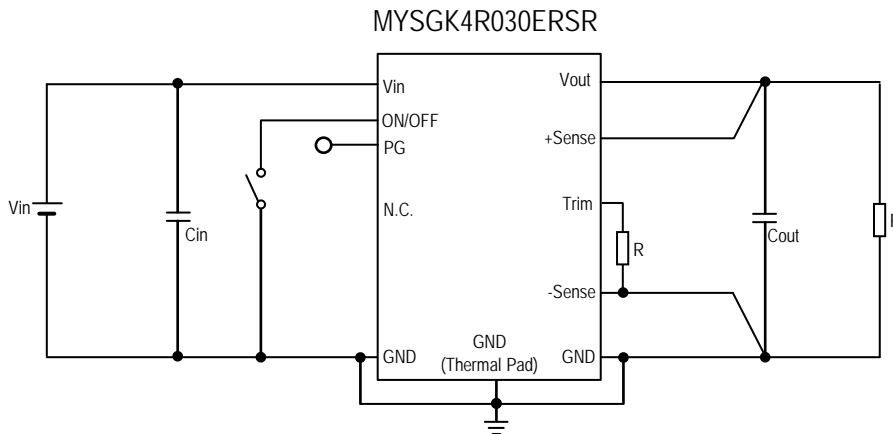 MYSGK4R030ERSR
Vin
Vout
ON/OFF
+Sense
PG
Vin
N.C.
Trim
Cin
R
Cout
-Sense
GND
GND
(Thermal Pad)
GND